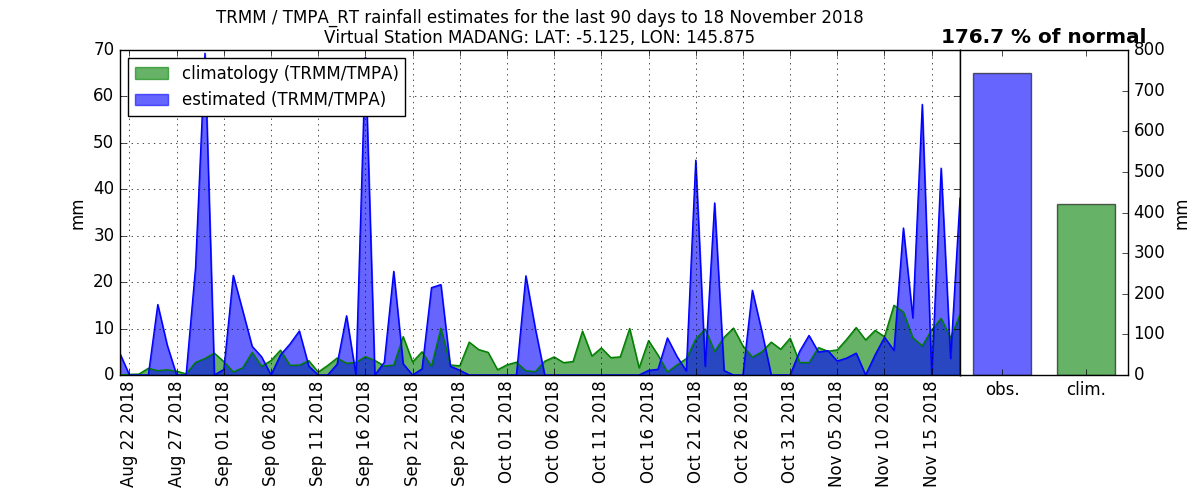 TRMM / TMPA_RT rainfall estimates for the last 90 days to 18 November 2018
Virtual Station MADANG: LAT: -5.125, LON: 145.875
176.7 % of normal
climatology (TRMM/TMPA)
estimated (TRMM/TMPA)
70
60
50
40
30
20
10
0
mm
Aug 22 2018
Aug 27 2018
Sep 01 2018
Sep 06 2018
Sep 11 2018
Sep 16 2018
Sep 21 2018
Sep 26 2018
Oct 01 2018
Oct 06 2018
Oct 11 2018
Oct 16 2018
Oct 21 2018
Oct 26 2018
Oct 31 2018
Nov 05 2018
Nov 10 2018
Nov 15 2018
obs.
clim.
800
700
600
500
400
300
200
100
0
mm